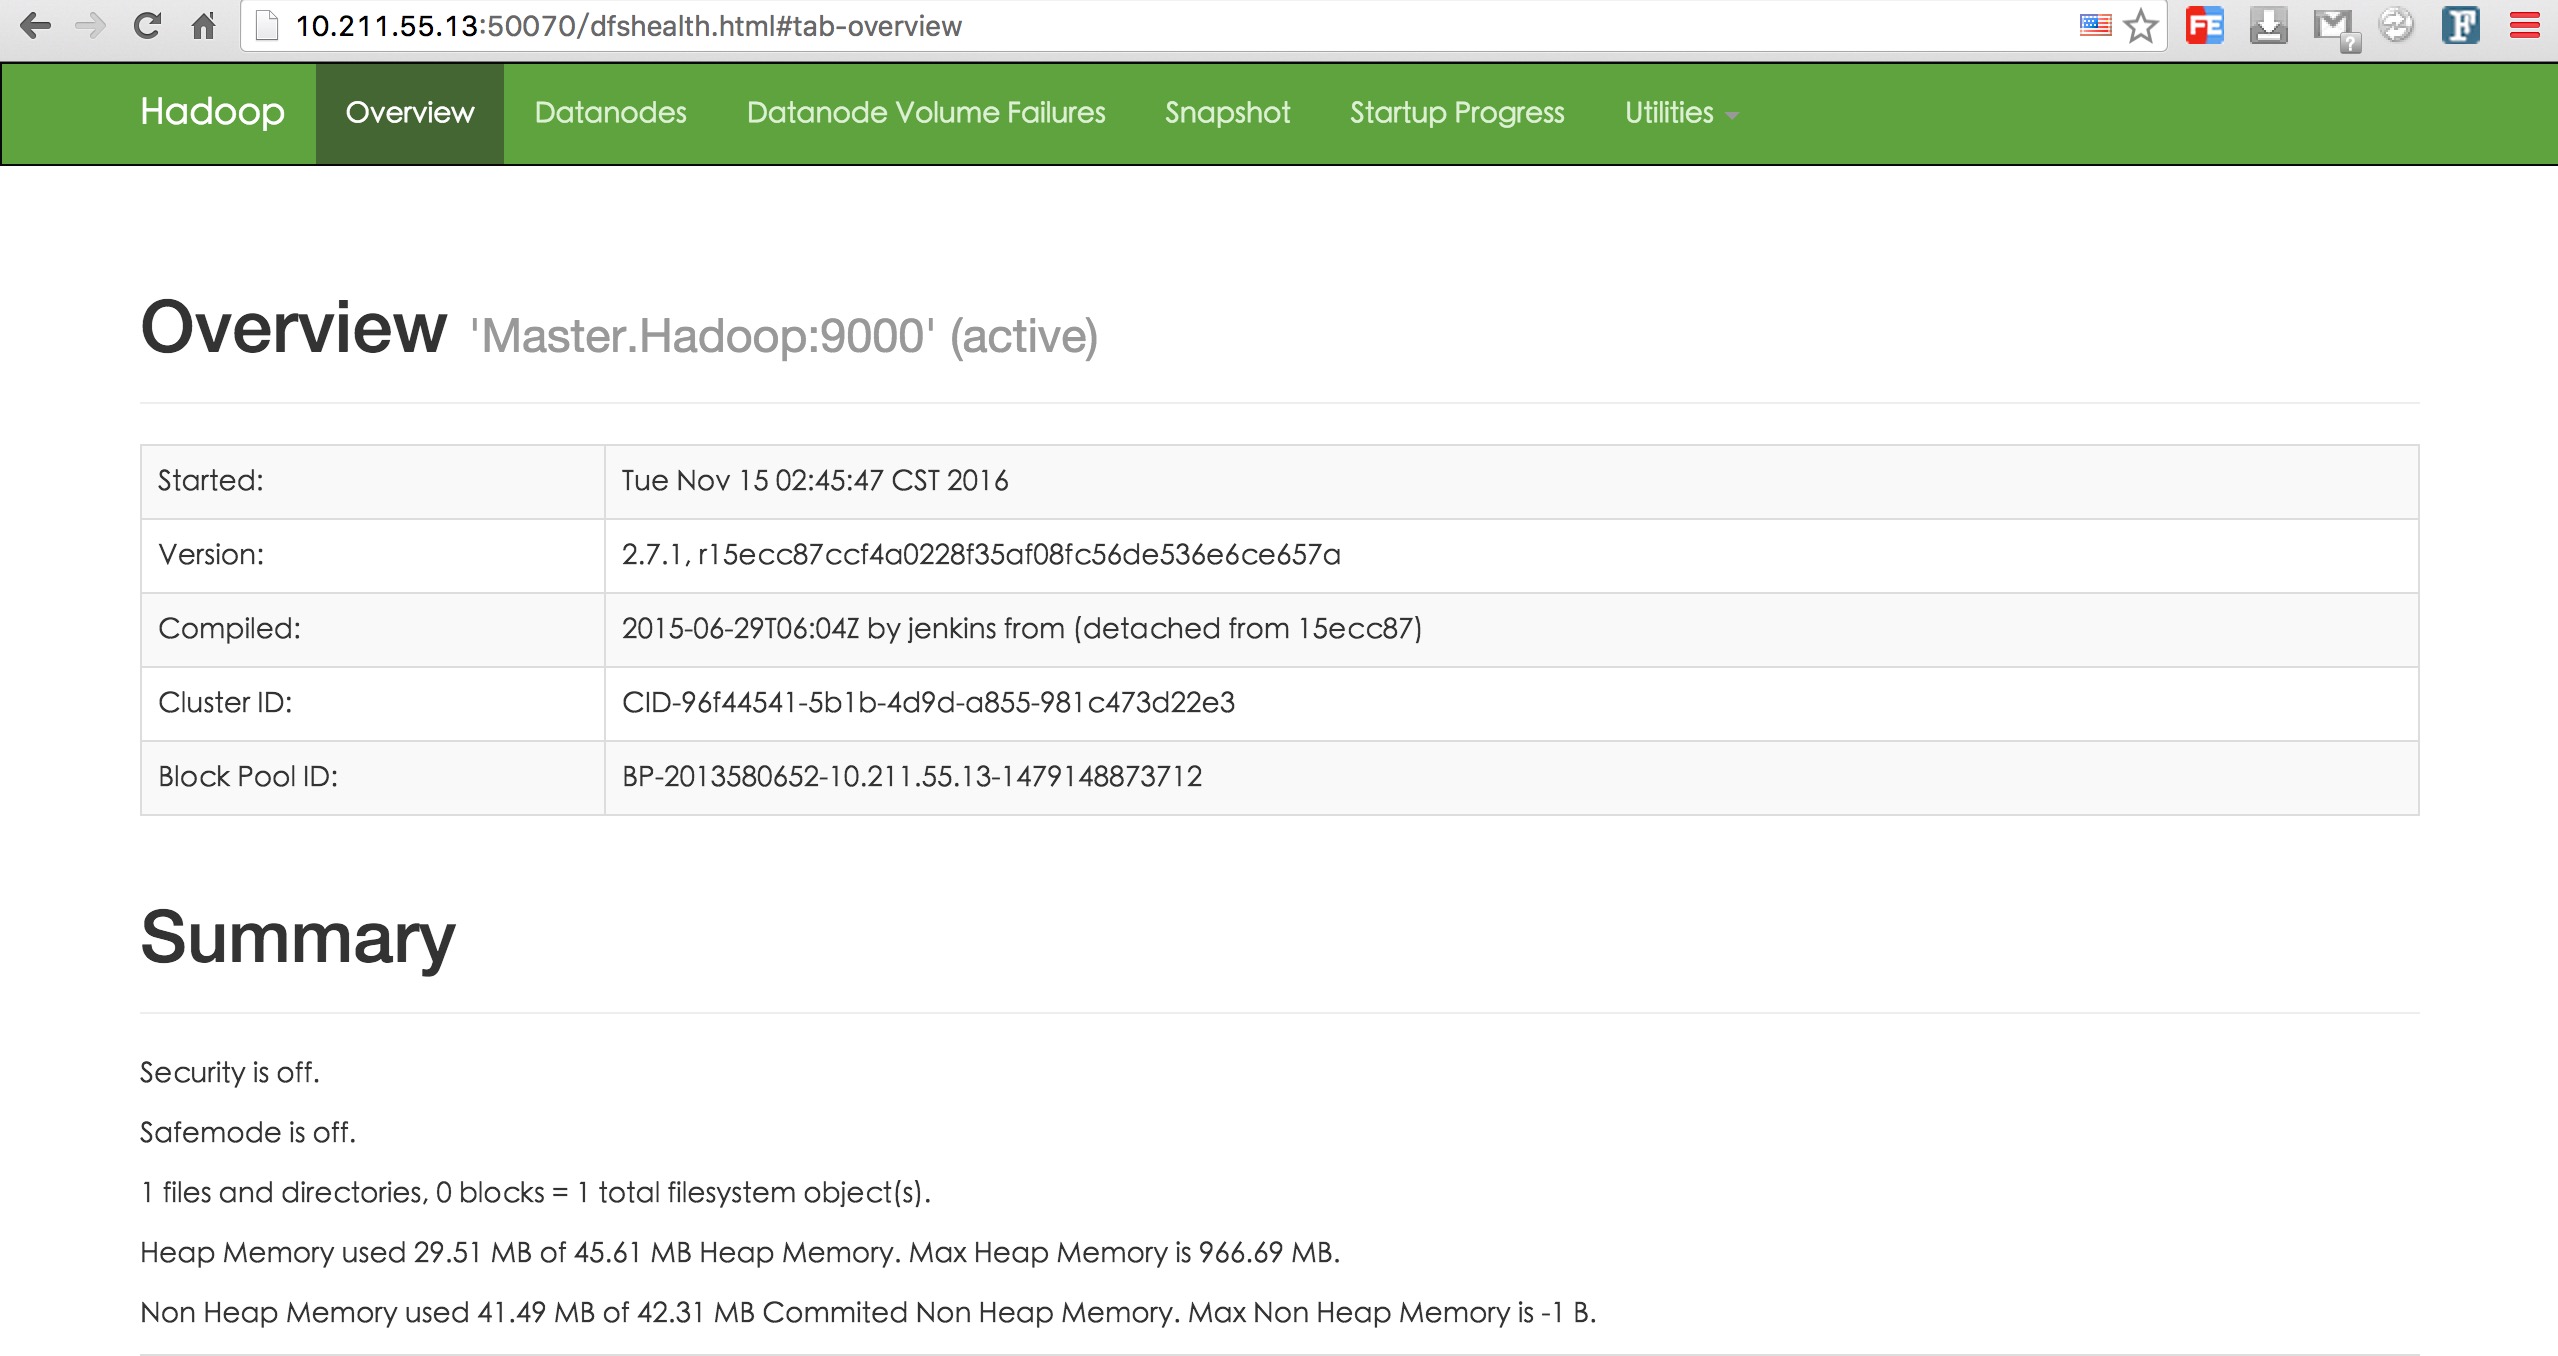 10.211.55.13:50070/dfshealth.html#tab-overview
FE
?
F
Hadoop Overview Datanodes Datanode Volume Failures Snapshot Startup Progress Utilities
Overview 'Master.Hadoop:9000' (active)
Started: Tue Nov 15 02:45:47 CST 2016
Version: 2.7.1, r15ecc87ccf4a0228f35af08fc56de536e6ce657a
Compiled: 2015-06-29T06:04Z by jenkins from (detached from 15ecc87)
Cluster ID: CID-96f44541-5b1b-4d9d-a855-981c473d22e3
Block Pool ID: BP-2013580652-10.211.55.13-1479148873712
Summary
Security is off.
Safemode is off.
1 files and directories, 0 blocks = 1 total filesystem object(s).
Heap Memory used 29.51 MB of 45.61 MB Heap Memory. Max Heap Memory is 966.69 MB.
Non Heap Memory used 41.49 MB of 42.31 MB Commited Non Heap Memory. Max Non Heap Memory is -1 B.